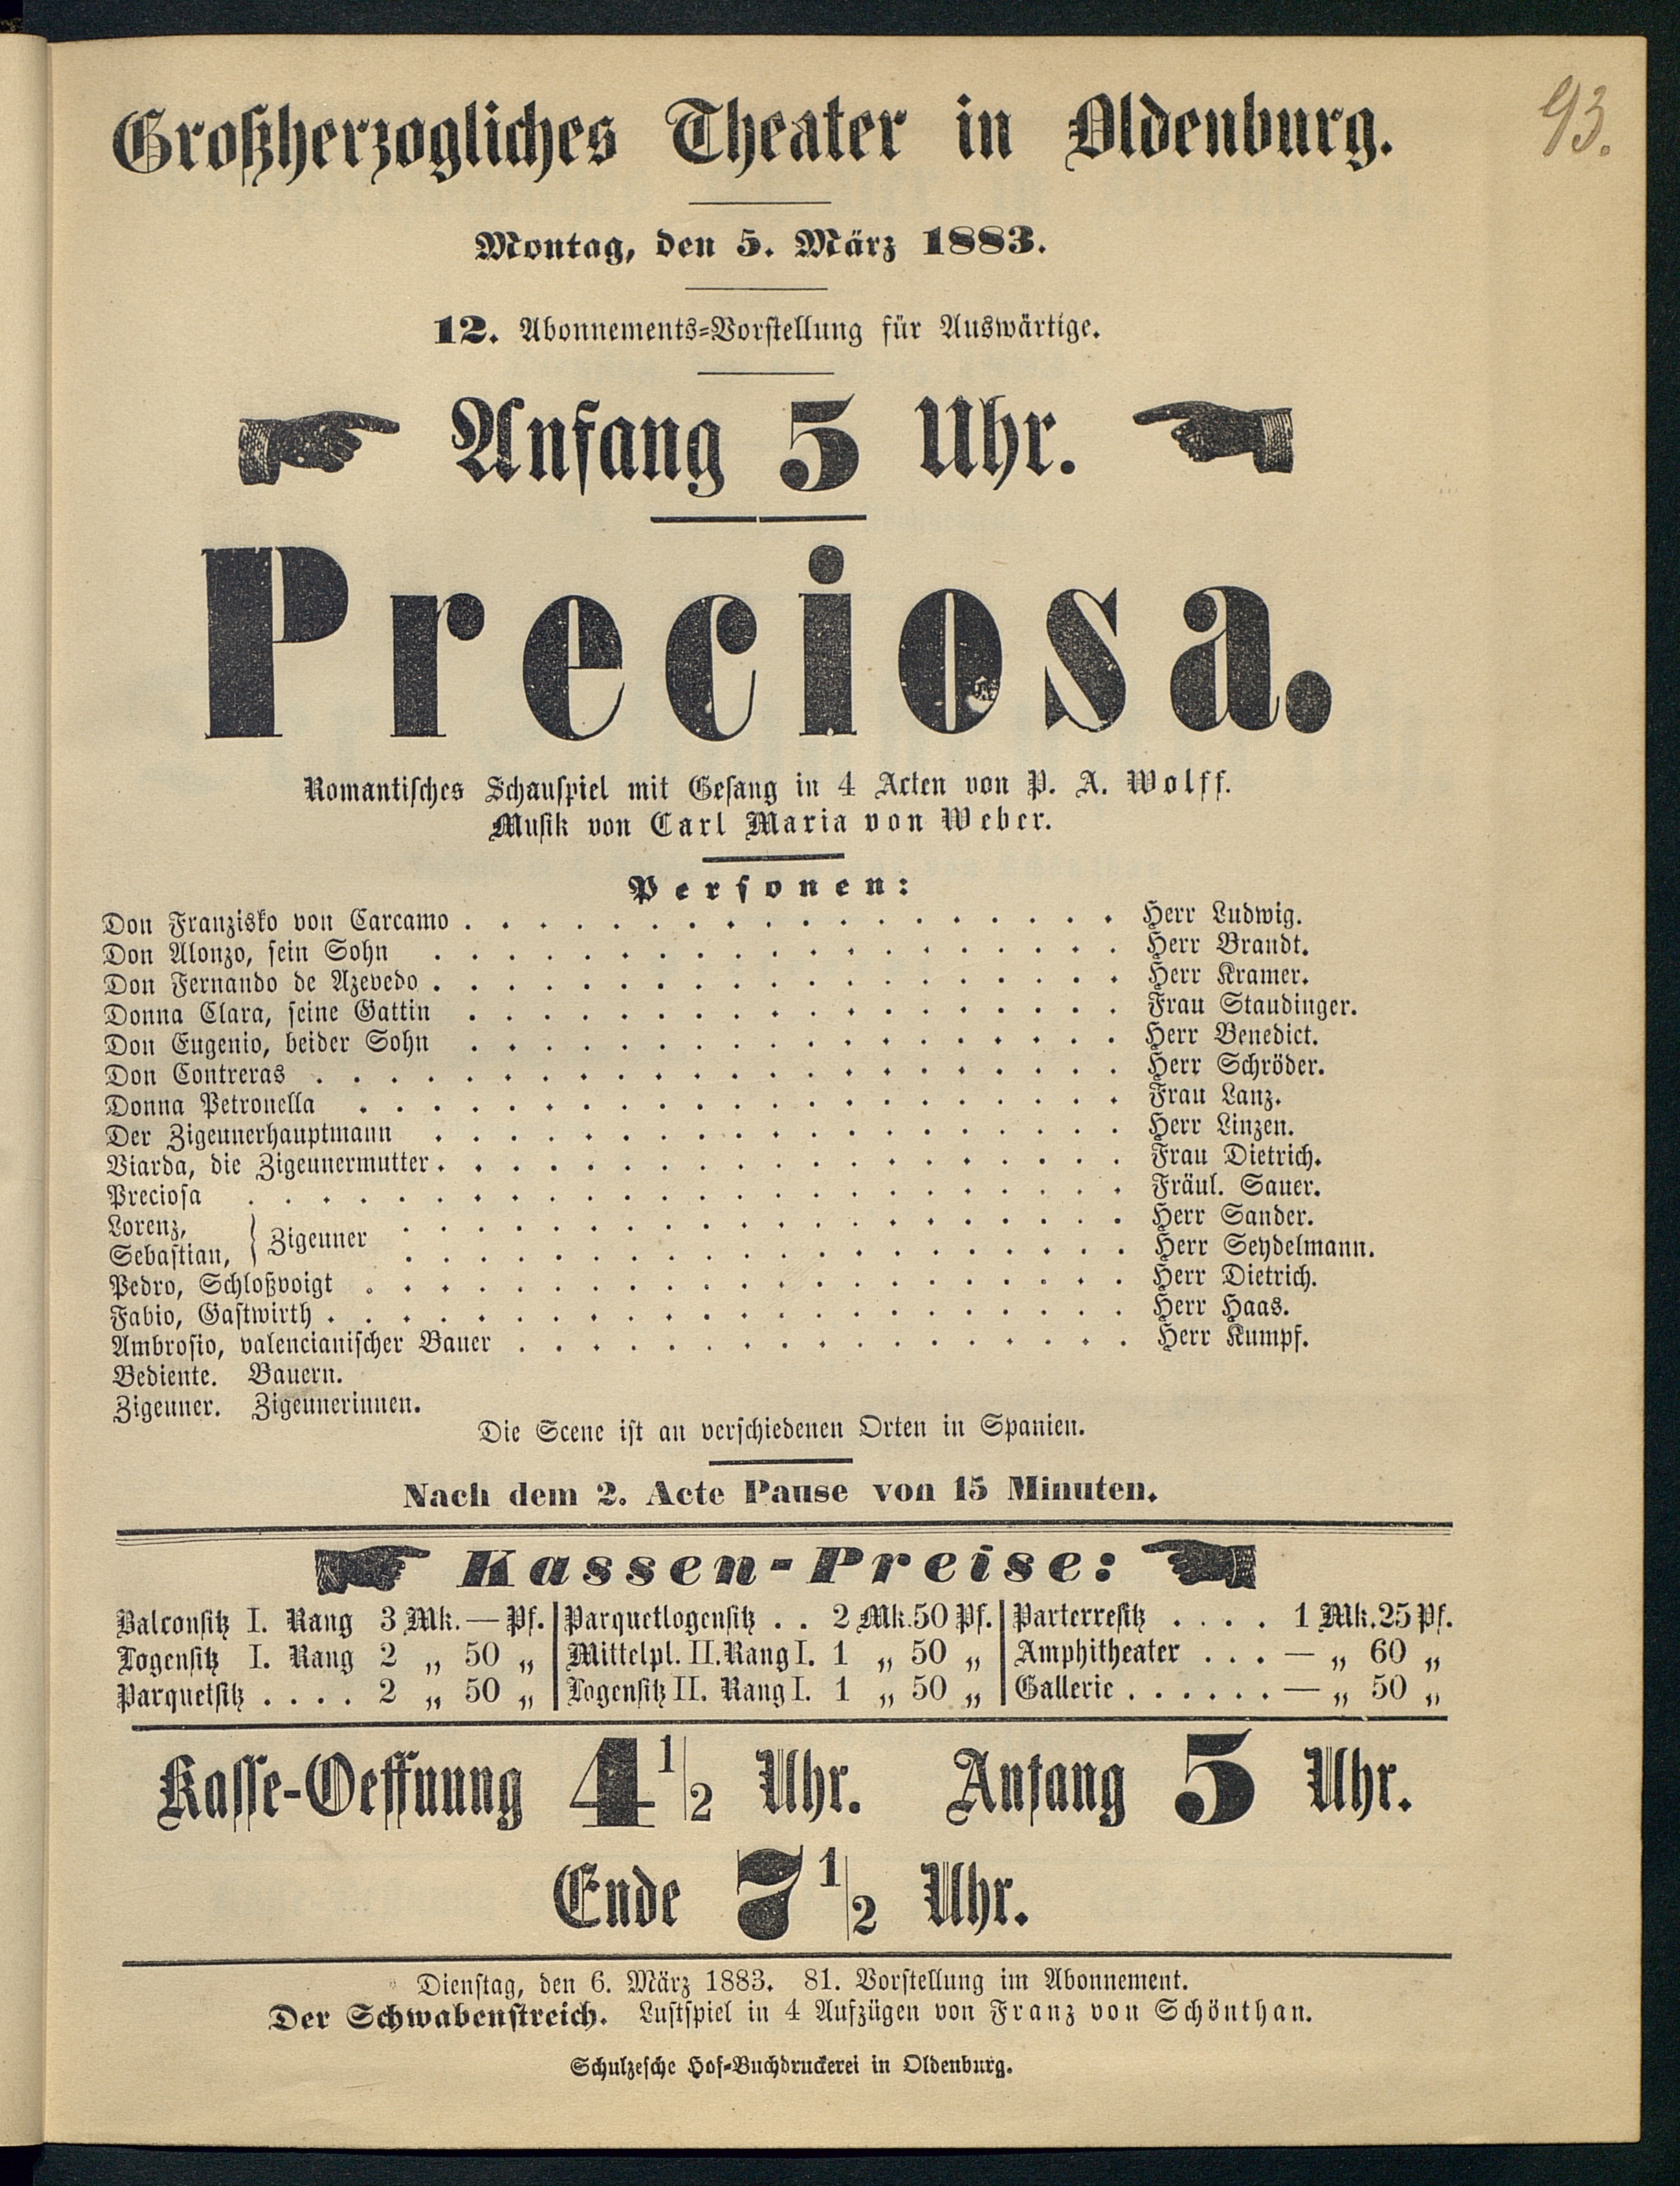 93.
Großherzogliches Theater in Oldenburg.
Montag, den 5. März 1883.
12. Abonnements-Vorstellung für Auswärtige.
Anfang 5 Uhr.
Preciosa.
Romantisches Schauspiel mit Gesang in 4 Acten von P. A. Wolff.
Musik von Carl Maria von Weber.
Personen:
Don Franzisko von Carcamo . . . . . . . . . . . . . . . . . Herr Ludwig.
Don Alonzo, sein Sohn . . . . . . . . . . . . . . . . . . Herr Brandt.
Don Fernando de Azevedo . . . . . . . . . . . . . . . . . . Herr Kramer.
Donna Clara, seine Gattin . . . . . . . . . . . . . . . . . Frau Staudinger.
Don Eugenio, beider Sohn . . . . . . . . . . . . . . . . . Herr Benedict.
Don Contreras . . . . . . . . . . . . . . . . . . . . . Herr Schröder.
Donna Petronella . . . . . . . . . . . . . . . . . . . . Frau Lanz.
Der Zigeunerhauptmann . . . . . . . . . . . . . . . . . . Herr Linzen.
Viarda, die Zigeunermutter . . . . . . . . . . . . . . . . . . Frau Dietrich.
Preciosa . . . . . . . . . . . . . . . . . . . . . . . Fräul. Sauer.
Lorenz, } Zigeuner . . . . . . . . . . . . . . . . . . . Herr Sander.
Sebastian, } . . . . . . . . . . . . . . . . . . . Herr Seydelmann.
Pedro, Schloßvoigt . . . . . . . . . . . . . . . . . . . . Herr Dietrich.
Fabio, Gastwirth . . . . . . . . . . . . . . . . . . . . . Herr Haas.
Ambrosio, valencianischer Bauer . . . . . . . . . . . . . . . . Herr Kumpf.
Bediente. Bauern.
Zigeuner. Zigeunerinnen.
Die Scene ist an verschiedenen Orten in Spanien.
Nach dem 2. Acte Pause von 15 Minuten.
Kassen-Preise:
Balconsitz I. Rang 3 Mk. — Pf. | Parquetlogensitz . . 2 Mk. 50 Pf. | Parterresitz . . . . 1 Mk. 25 Pf.
Logensitz I. Rang 2 „ 50 „ | Mittelpl. II. Rang I. 1 „ 50 „ | Amphitheater . . . — „ 60 „
Parquetsitz . . . . 2 „ 50 „ | Logensitz II. Rang I. 1 „ 50 „ | Gallerie . . . . . . — „ 50 „
Kasse-Oeffnung 4 1/2 Uhr. Anfang 5 Uhr.
Ende 7 1/2 Uhr.
Dienstag, den 6. März 1883. 81. Vorstellung im Abonnement.
Der Schwabenstreich. Lustspiel in 4 Aufzügen von Franz von Schönthan.
Schulzesche Hof-Buchdruckerei in Oldenburg.